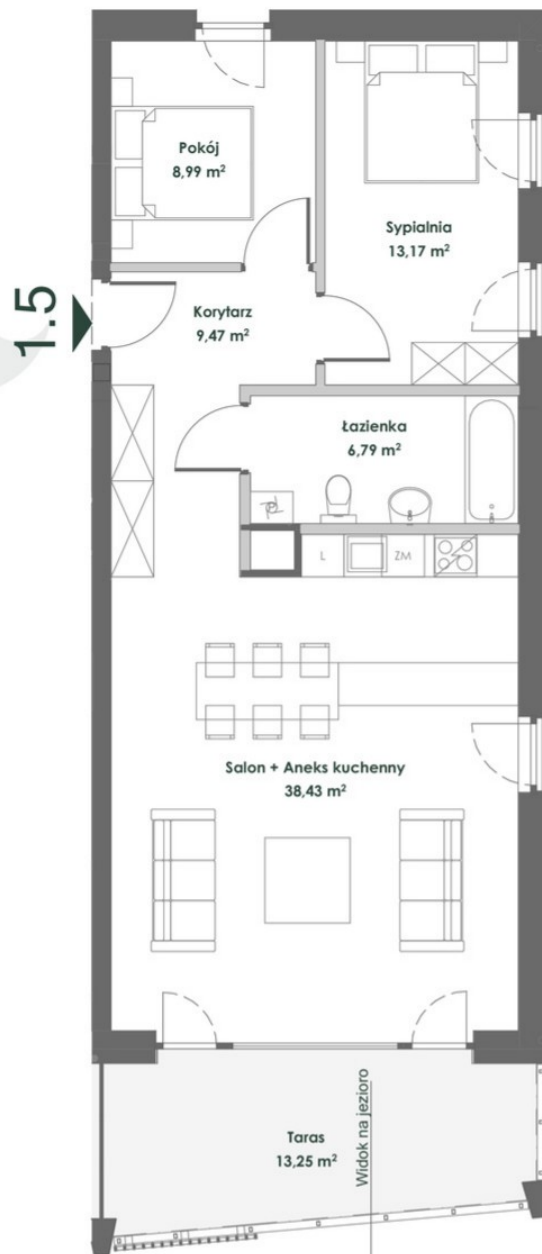 Pokój
8,99 m²
Sypialnia
13,17 m²
1.5
Korytarz
9,47 m²
Łazienka
6,79 m²
L
ZM
Salon + Aneks kuchenny
38,43 m²
Widok na jezioro
Taras
13,25 m²